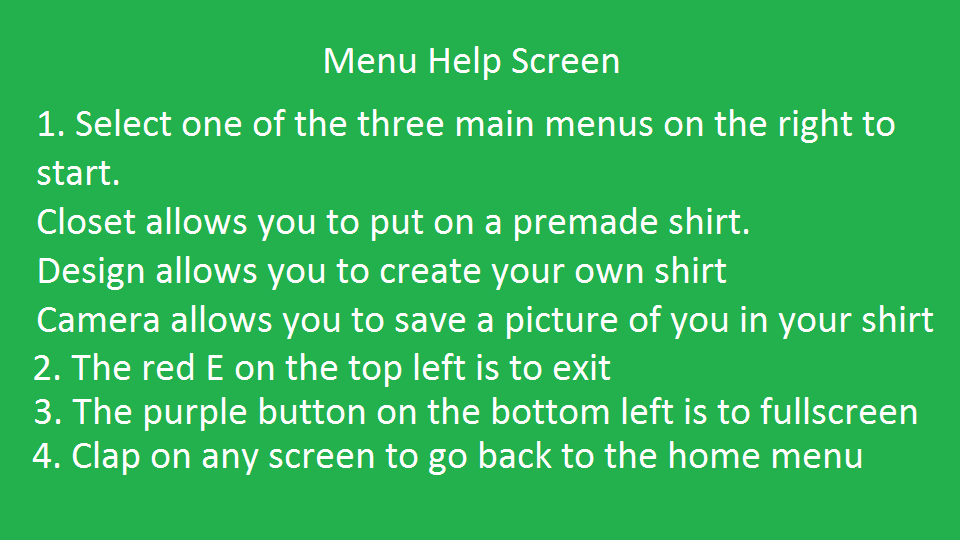 Menu Help Screen
1. Select one of the three main menus on the right to
start.
Closet allows you to put on a premade shirt.
Design allows you to create your own shirt
Camera allows you to save a picture of you in your shirt
2. The red E on the top left is to exit
3. The purple button on the bottom left is to fullscreen
4. Clap on any screen to go back to the home menu